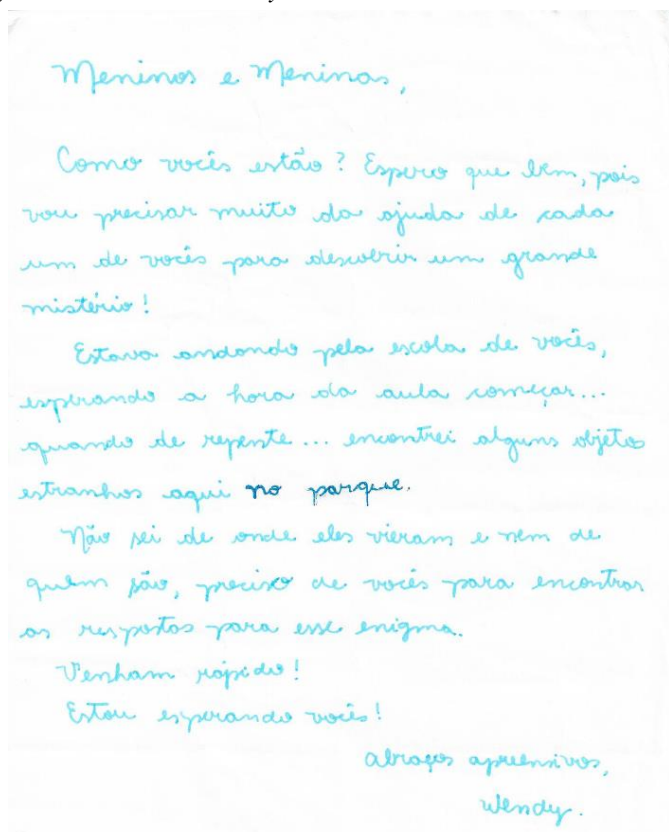 Meninos e Meninas,
Como vocês estão? Espero que bem, pois
vou precisar muito da ajuda de cada
um de vocês para descobrir um grande
mistério!
Estava andando pela escola de vocês,
esperando a hora da aula começar...
quando de repente... encontrei alguns objetos
estranhos aqui no parque.
Não sei de onde eles vieram e nem de
quem são, preciso de vocês para encontrar
as respostas para esse enigma.
Venham rápido!
Estou esperando vocês!
Abraços apreensivos,
Wendy.